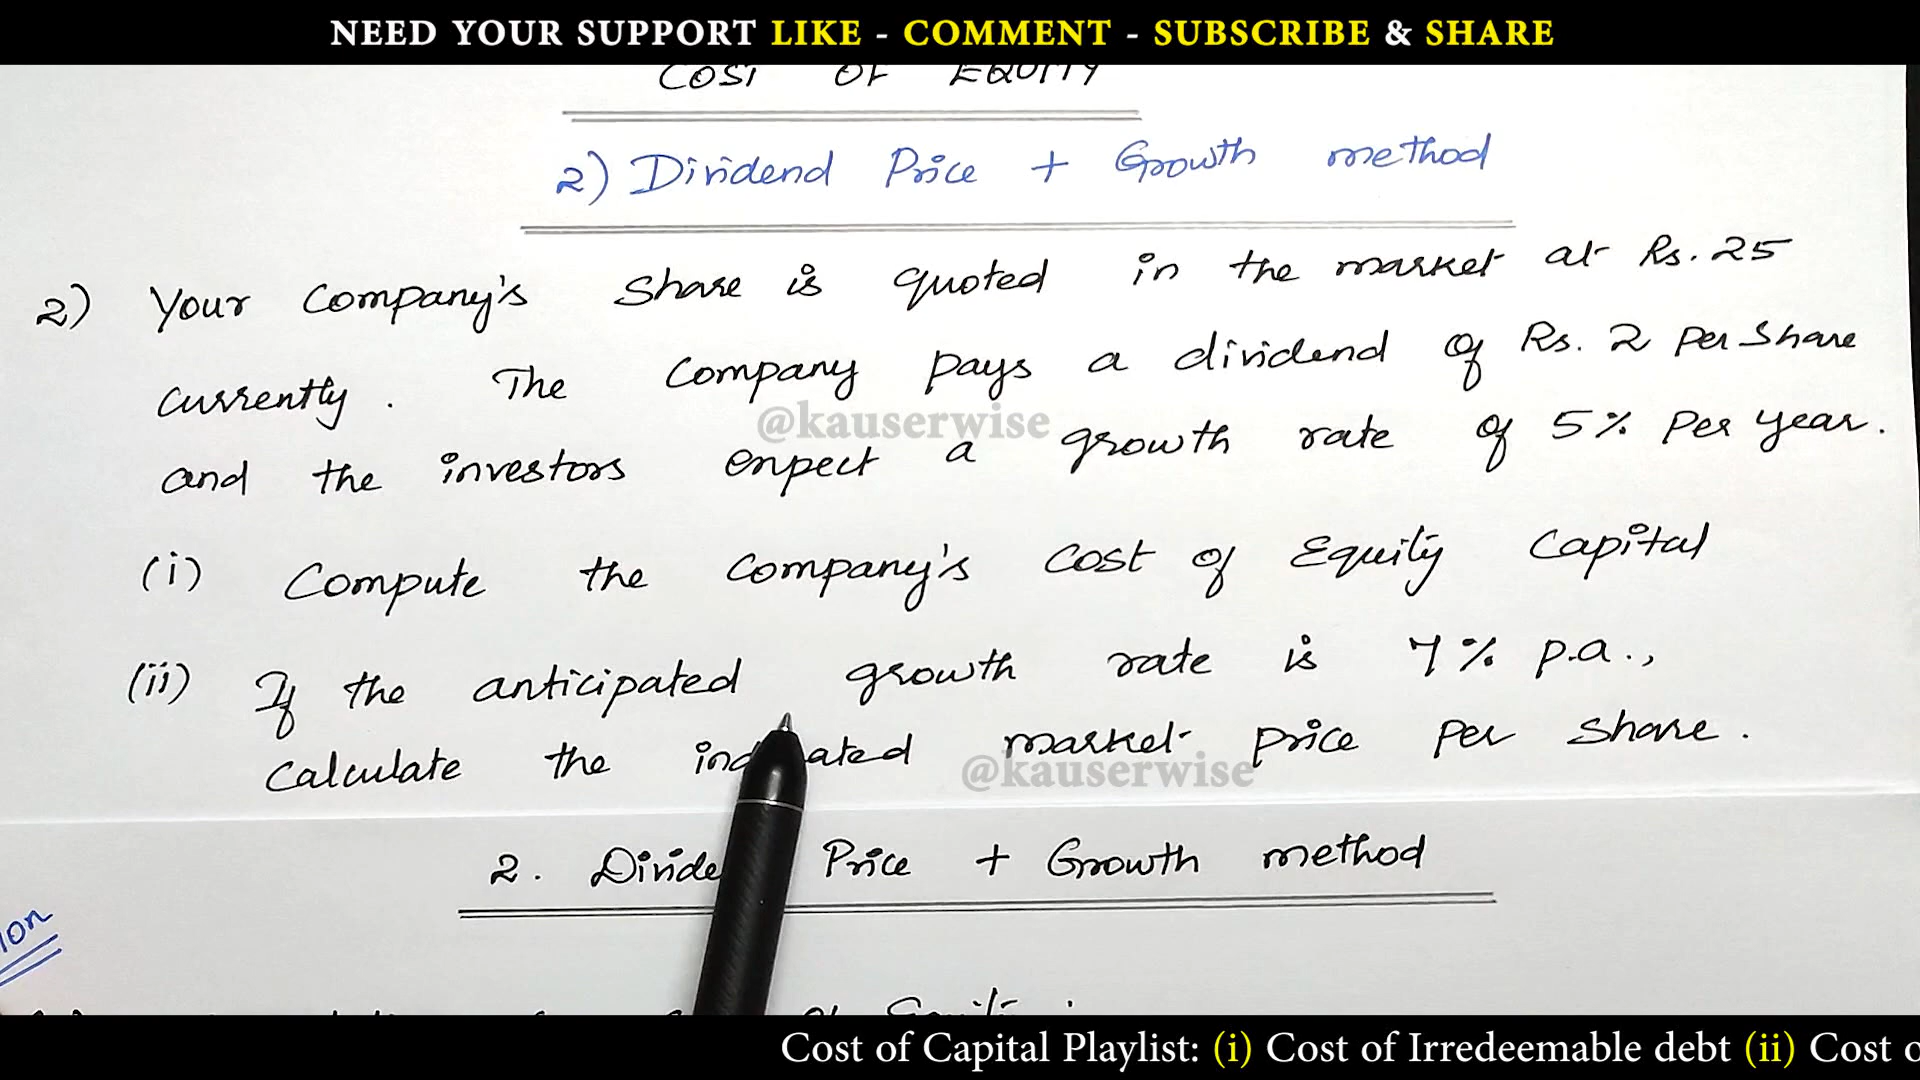 NEED YOUR SUPPORT LIKE - COMMENT - SUBSCRIBE & SHARE
COST OF EQUITY
2) Dividend Price + Growth method
2) Your Company's Share is quoted in the market at Rs. 25
currently. The Company pays a dividend of Rs. 2 per share
@kauserwise
and the investors expect a growth rate of 5% Per year.
(i) Compute the Company's Cost of Equity Capital
(ii) If the anticipated growth rate is 7% p.a.,
Calculate the market price per share.
@kauserwise
2. Price + Growth method
Cost of Capital Playlist: (i) Cost of Irredeemable debt (ii) Cost